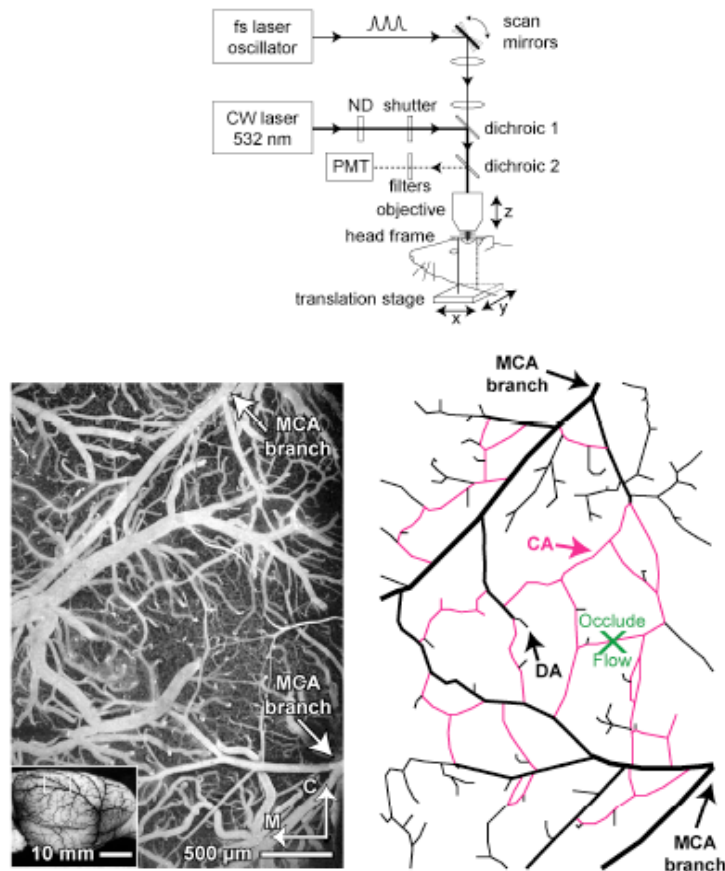 fs laser
oscillator
scan
mirrors
ND shutter
CW laser
532 nm
dichroic 1
PMT
dichroic 2
filters
objective
z
head frame
translation stage
x
y
MCA
branch
MCA
branch
C
M
10 mm
500 µm
MCA
branch
CA
Occlude
Flow
DA
MCA
branch